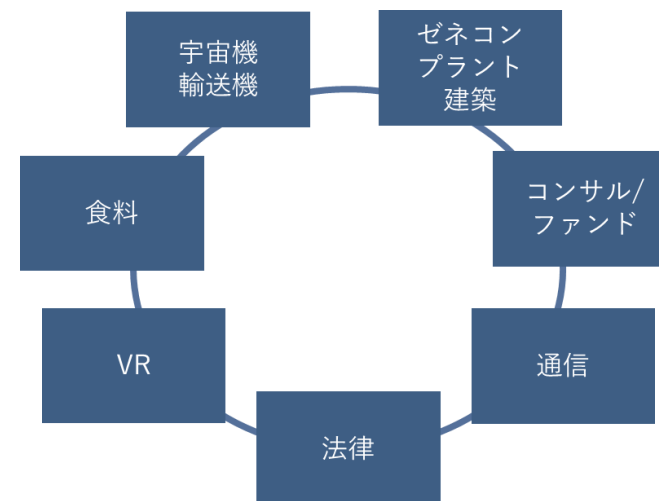 宇宙機
輸送機
ゼネコン
プラント
建築
食料
コンサル/
ファンド
VR
通信
法律